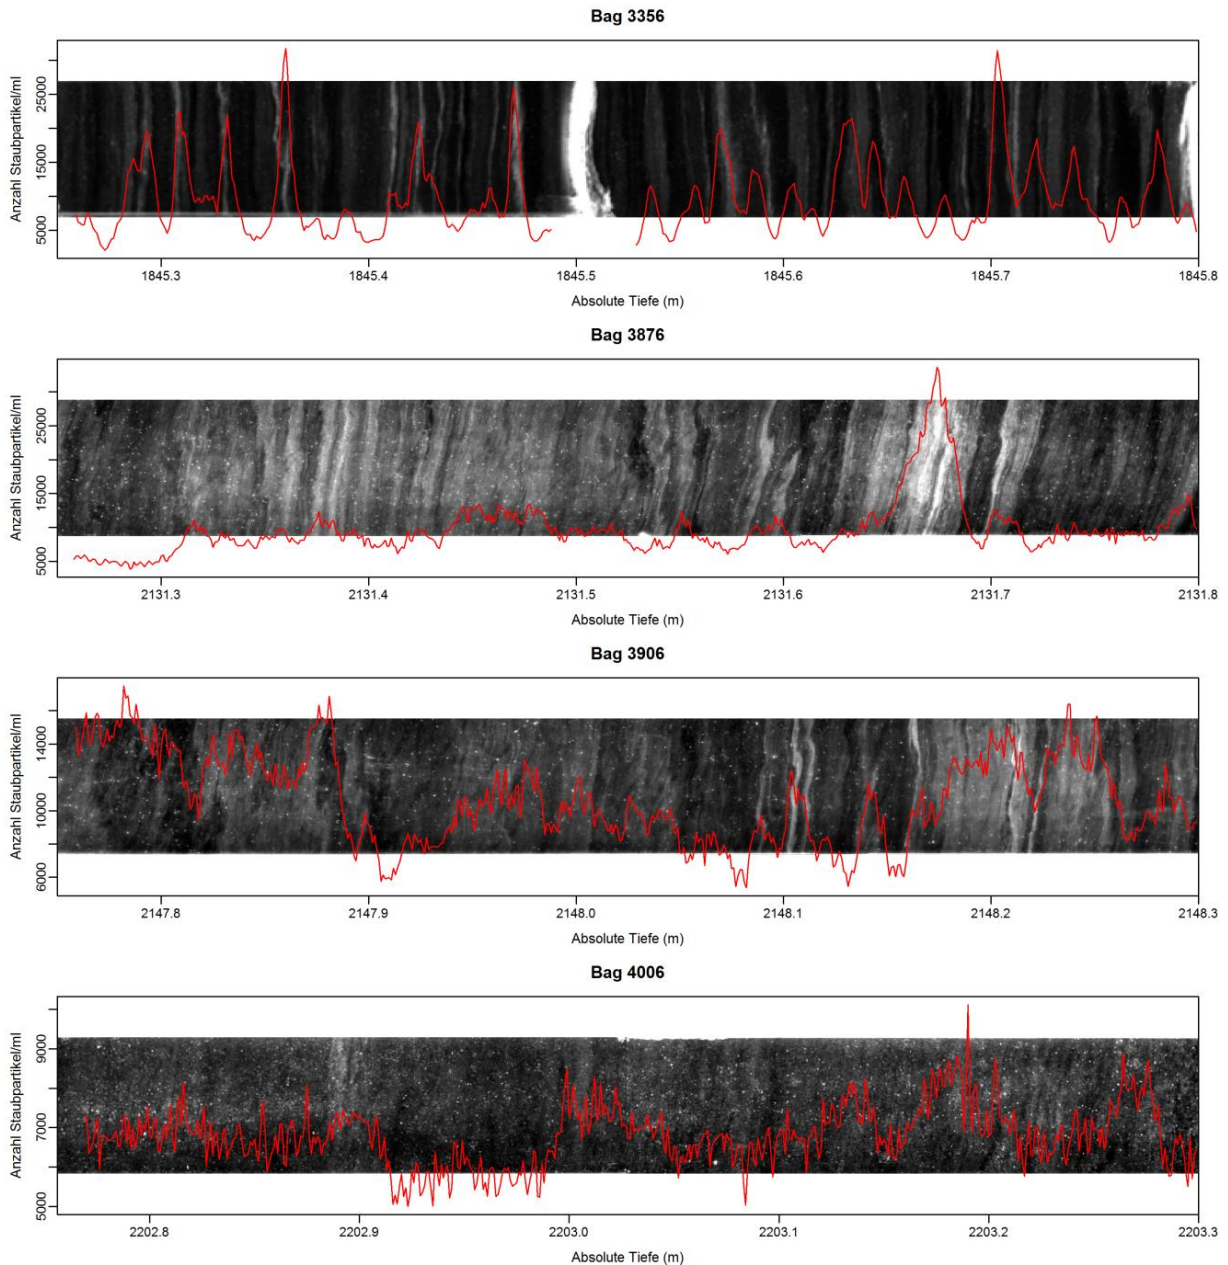 Bag 3356
Anzahl Staubpartikel/ml
25000
15000
5000
1845.3 1845.4 1845.5 1845.6 1845.7 1845.8
Absolute Tiefe (m)
Bag 3876
Anzahl Staubpartikel/ml
25000
15000
5000
2131.3 2131.4 2131.5 2131.6 2131.7 2131.8
Absolute Tiefe (m)
Bag 3906
Anzahl Staubpartikel/ml
14000
10000
6000
2147.8 2147.9 2148.0 2148.1 2148.2 2148.3
Absolute Tiefe (m)
Bag 4006
Anzahl Staubpartikel/ml
9000
7000
5000
2202.8 2202.9 2203.0 2203.1 2203.2 2203.3
Absolute Tiefe (m)